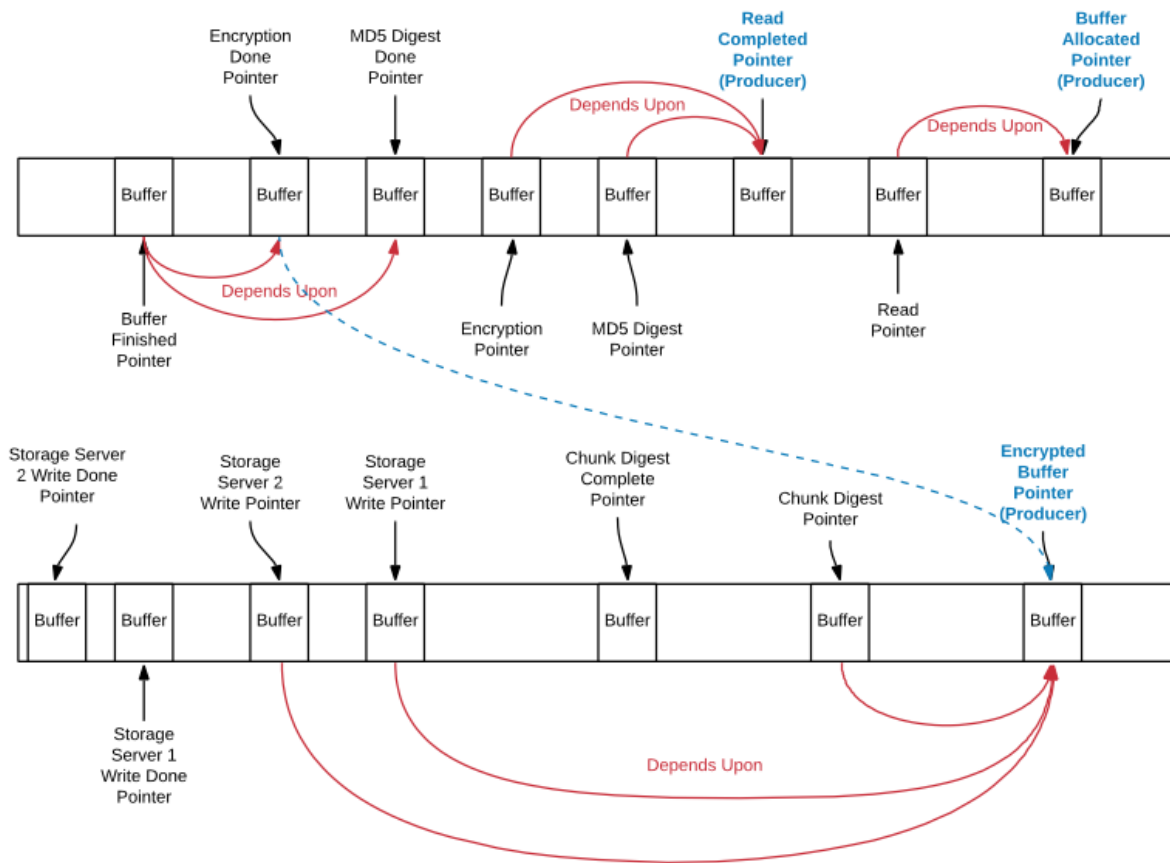 Encryption
Done
Pointer
MD5 Digest
Done
Pointer
Read
Completed
Pointer
(Producer)
Buffer
Allocated
Pointer
(Producer)
Depends Upon
Depends Upon
Buffer
Buffer
Buffer
Buffer
Buffer
Buffer
Buffer
Buffer
Depends Upon
Buffer
Finished
Pointer
Encryption
Pointer
MD5 Digest
Pointer
Read
Pointer
Storage Server
2 Write Done
Pointer
Storage
Server 2
Write Pointer
Storage
Server 1
Write Pointer
Chunk Digest
Complete
Pointer
Chunk Digest
Pointer
Encrypted
Buffer
Pointer
(Producer)
Buffer
Buffer
Buffer
Buffer
Buffer
Buffer
Buffer
Storage
Server 1
Write Done
Pointer
Depends Upon